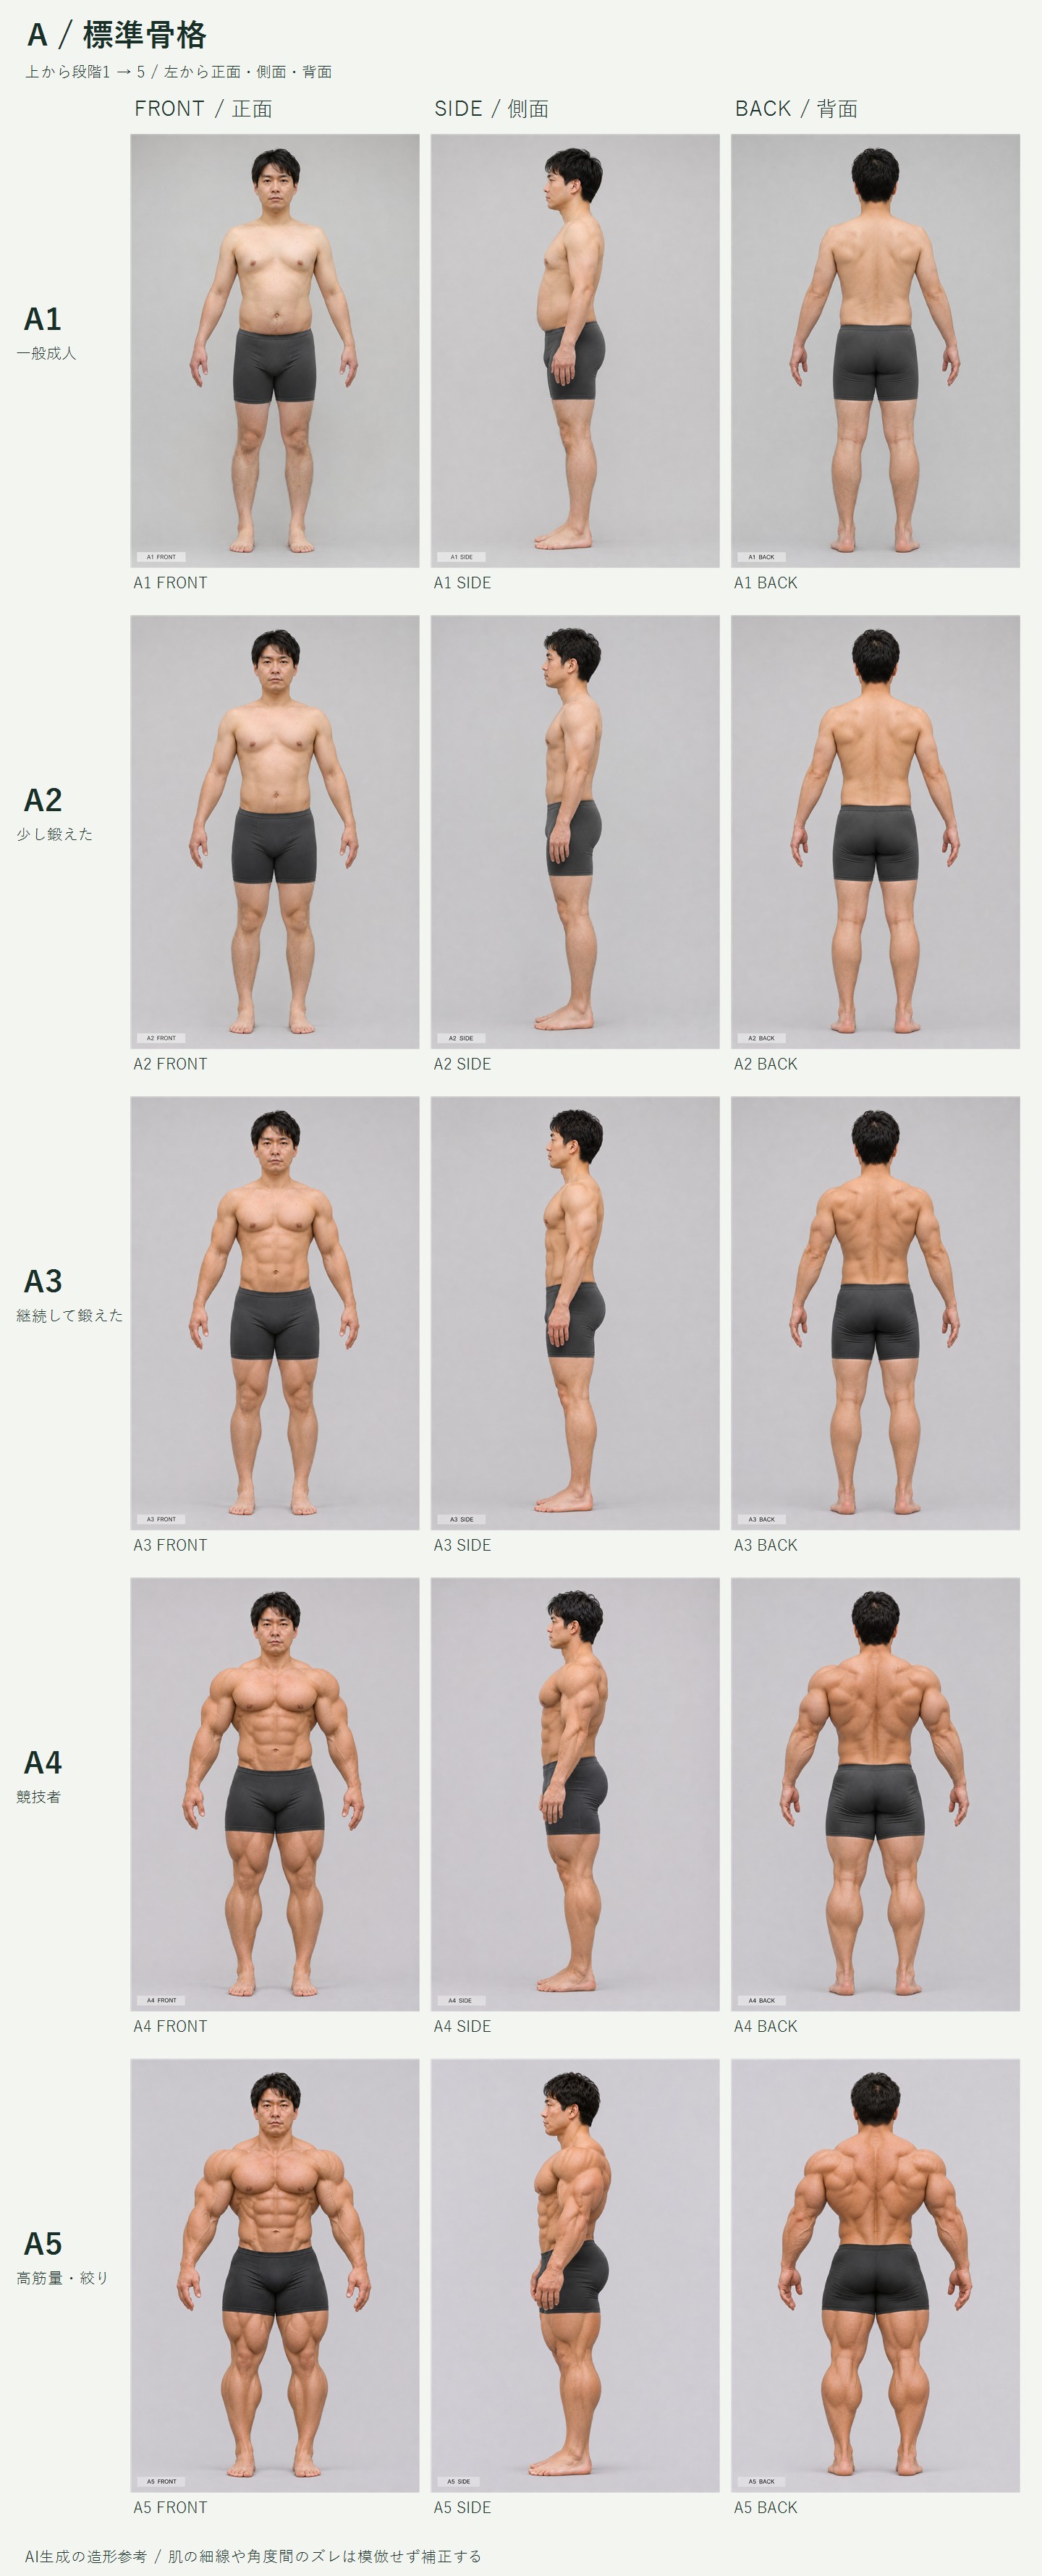 A / 標準骨格
上から段階1 → 5 / 左から正面・側面・背面
FRONT / 正面
SIDE / 側面
BACK / 背面
A1
一般成人
A1 FRONT
A1 SIDE
A1 BACK
A1 FRONT
A1 SIDE
A1 BACK
A2
少し鍛えた
A2 FRONT
A2 SIDE
A2 BACK
A2 FRONT
A2 SIDE
A2 BACK
A3
継続して鍛えた
A3 FRONT
A3 SIDE
A3 BACK
A3 FRONT
A3 SIDE
A3 BACK
A4
競技者
A4 FRONT
A4 SIDE
A4 BACK
A4 FRONT
A4 SIDE
A4 BACK
A5
高筋量・絞り
A5 FRONT
A5 SIDE
A5 BACK
A5 FRONT
A5 SIDE
A5 BACK
AI生成の造形参考 / 肌の細線や角度間のズレは模倣せず補正する